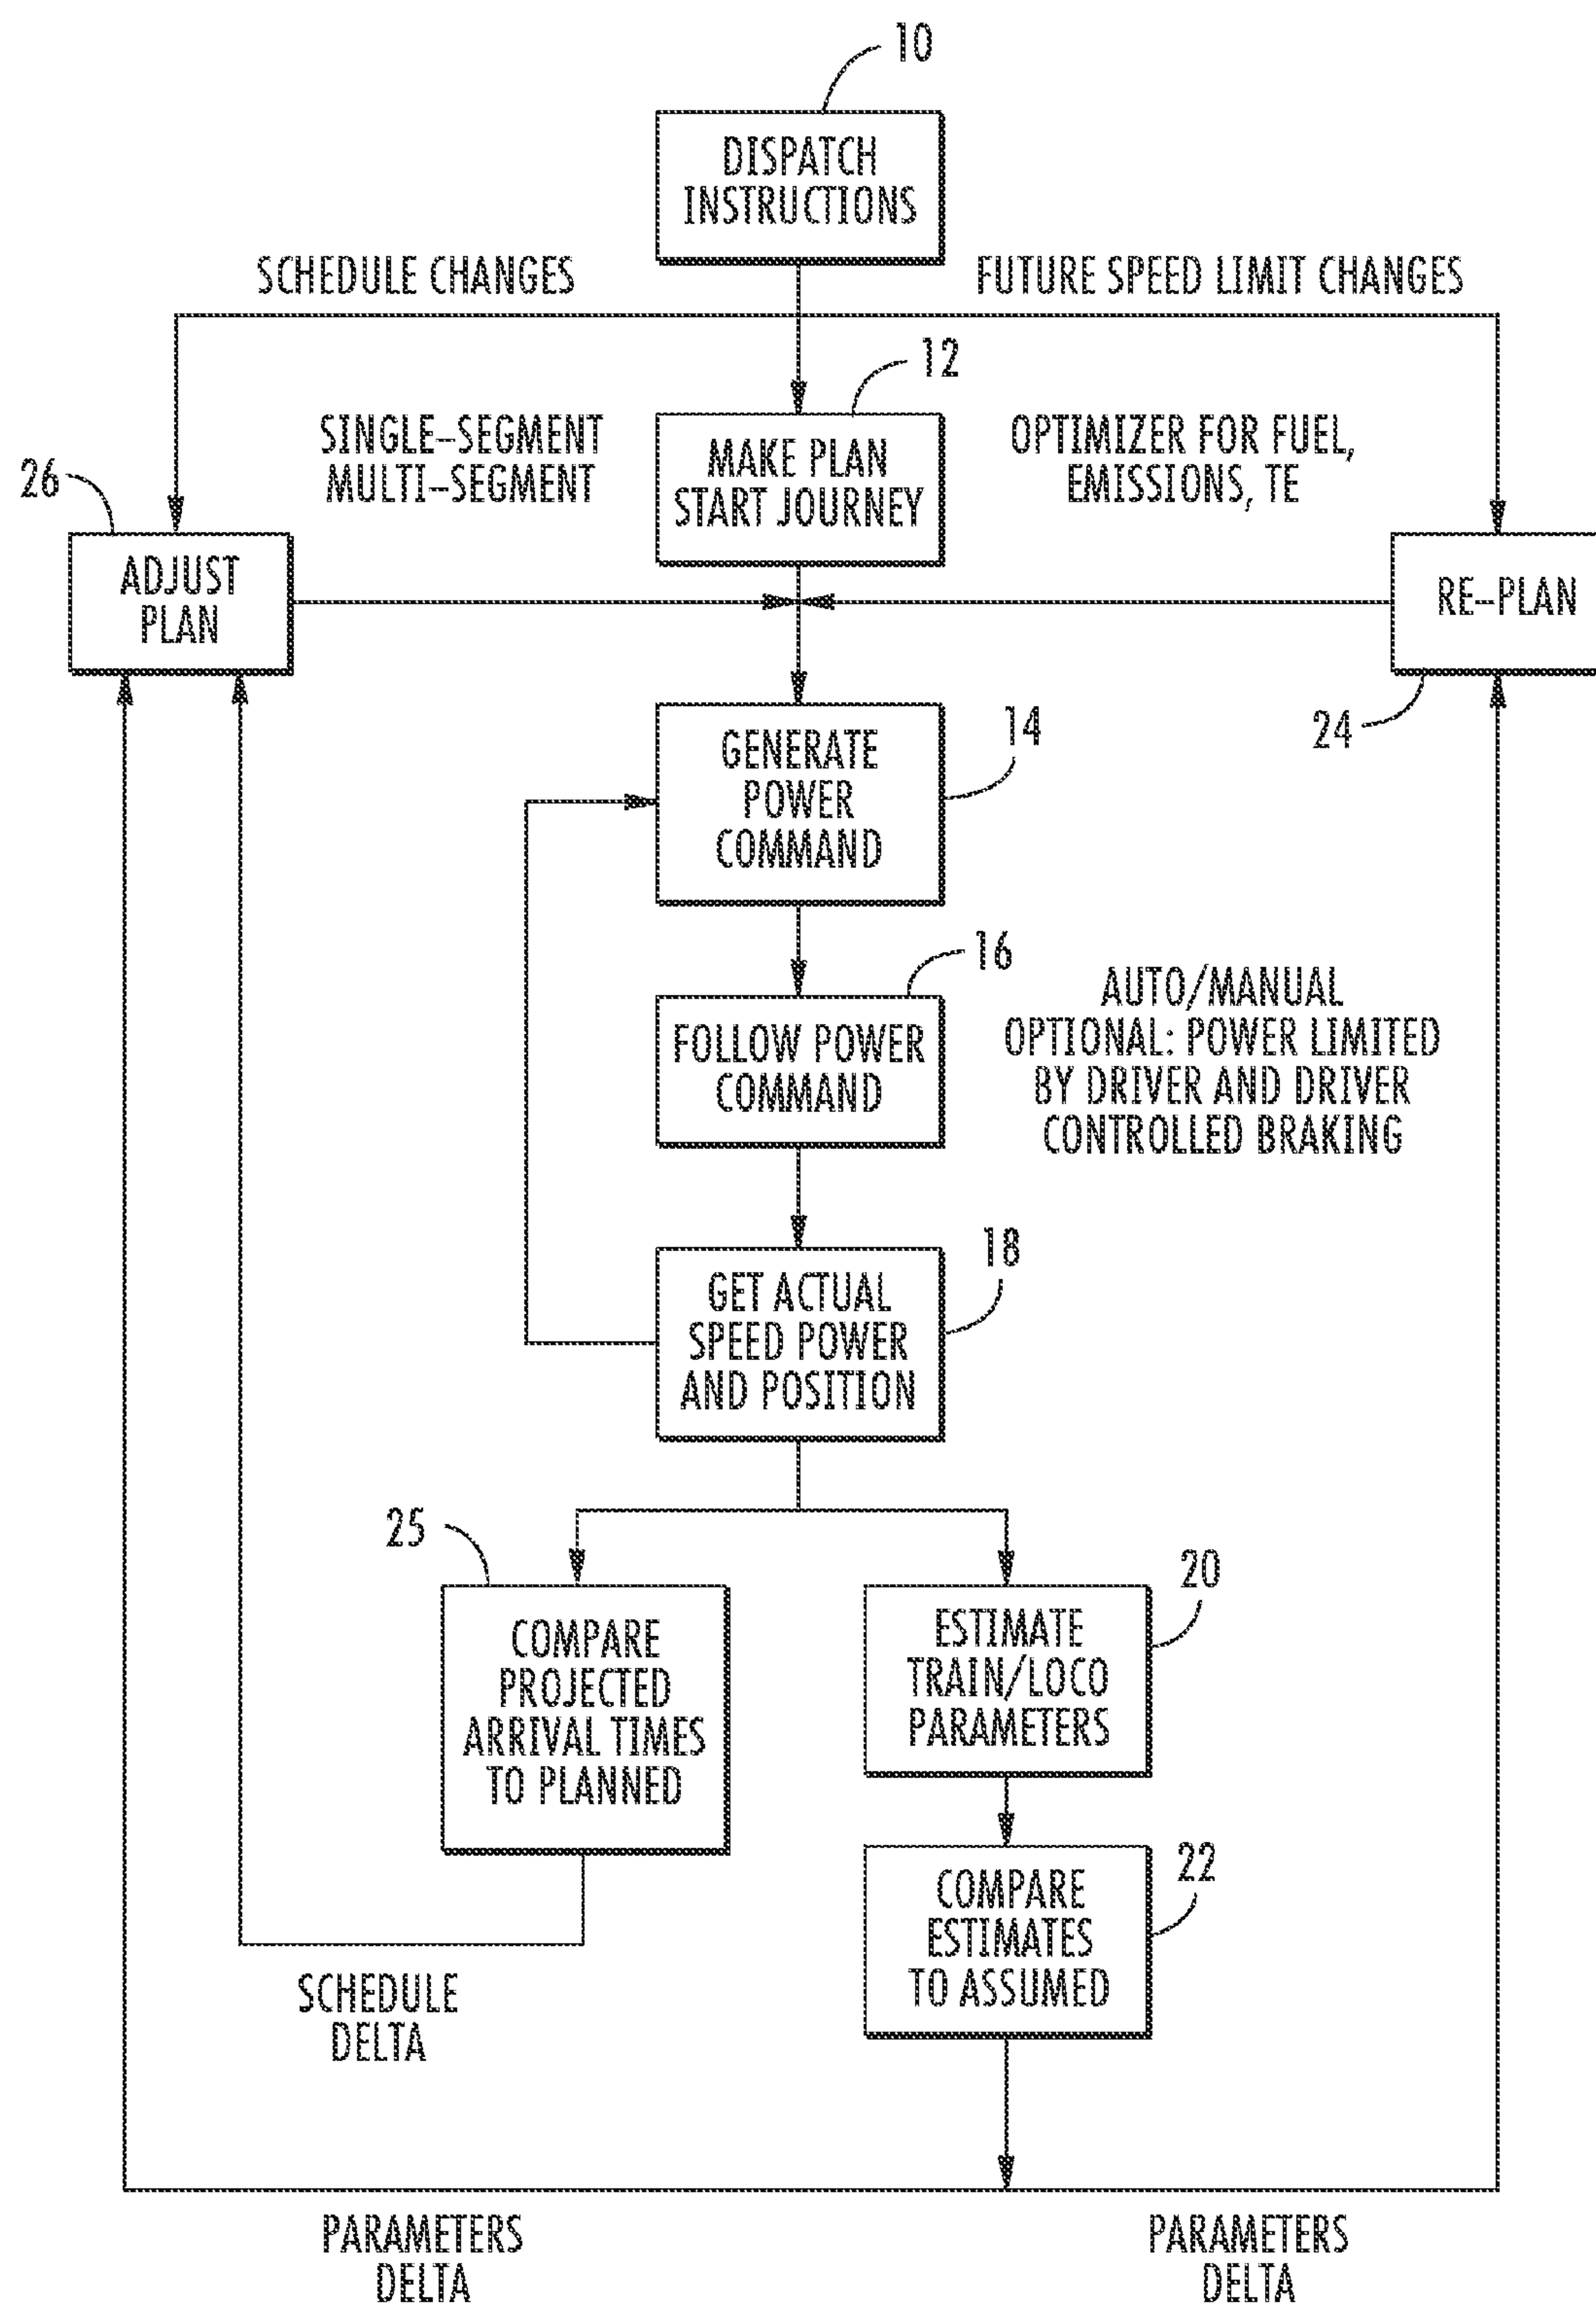 10
DISPATCH
INSTRUCTIONS
SCHEDULE CHANGES
FUTURE SPEED LIMIT CHANGES
12
SINGLE-SEGMENT
MULTI-SEGMENT
MAKE PLAN
START JOURNEY
OPTIMIZER FOR FUEL,
EMISSIONS, TE
26
ADJUST
PLAN
RE-PLAN
24
GENERATE
POWER
COMMAND
14
16
FOLLOW POWER
COMMAND
AUTO/MANUAL
OPTIONAL: POWER LIMITED
BY DRIVER AND DRIVER
CONTROLLED BRAKING
18
GET ACTUAL
SPEED POWER
AND POSITION
25
COMPARE
PROJECTED
ARRIVAL TIMES
TO PLANNED
20
ESTIMATE
TRAIN/LOCO
PARAMETERS
22
COMPARE
ESTIMATES
TO ASSUMED
SCHEDULE
DELTA
PARAMETERS
DELTA
PARAMETERS
DELTA